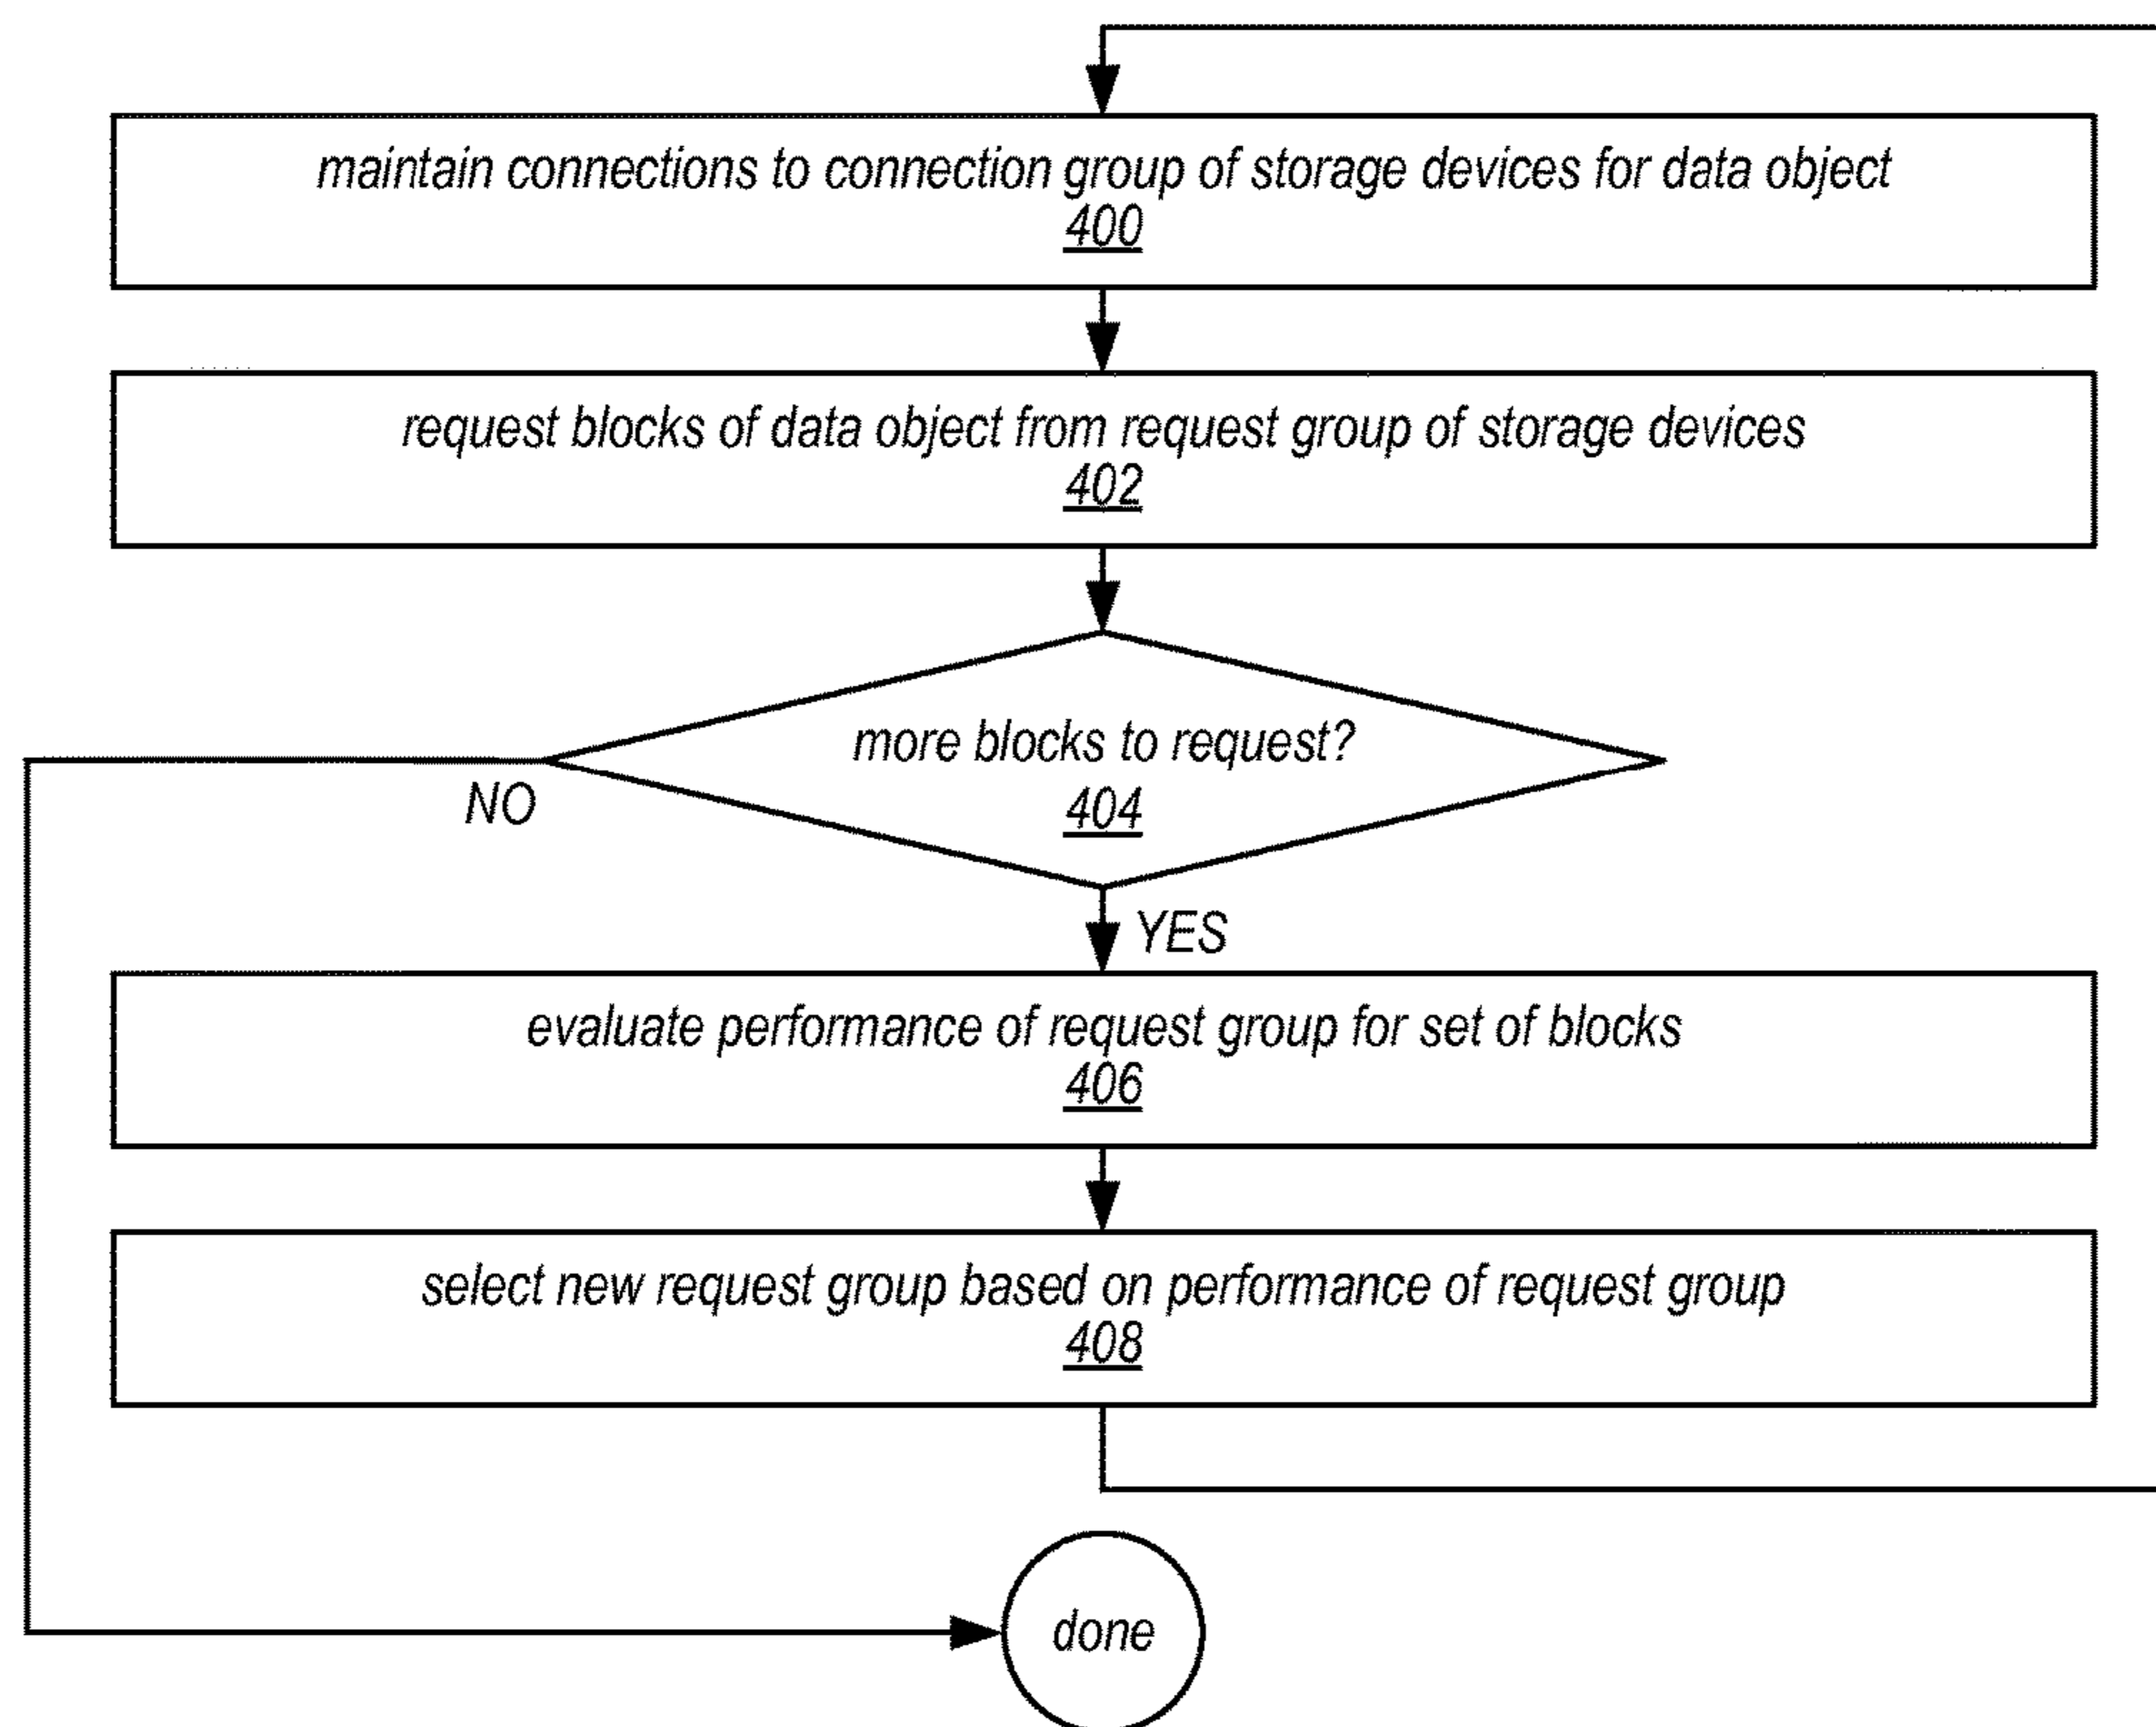 maintain connections to connection group of storage devices for data object
400
request blocks of data object from request group of storage devices
402
more blocks to request?
404
NO
YES
evaluate performance of request group for set of blocks
406
select new request group based on performance of request group
408
done